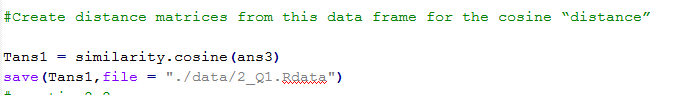 #Create distance matrices from this data frame for the cosine “distance”
Tans1 = similarity.cosine(ans3)
save(Tans1,file = "./data/2_Q1.Rdata")